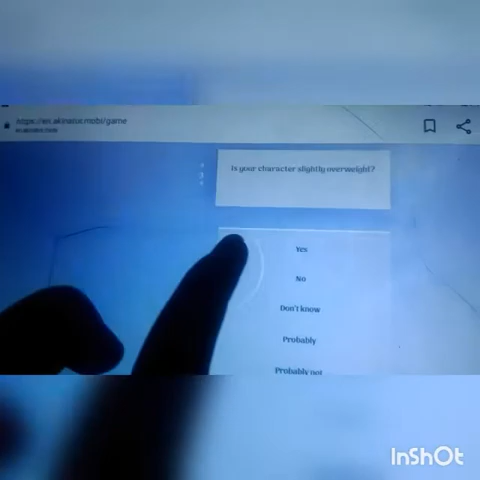 https://en.akinator.mobi/game
Is your character slightly overweight?
Yes
No
Don't know
Probably
Probably not
InShOt